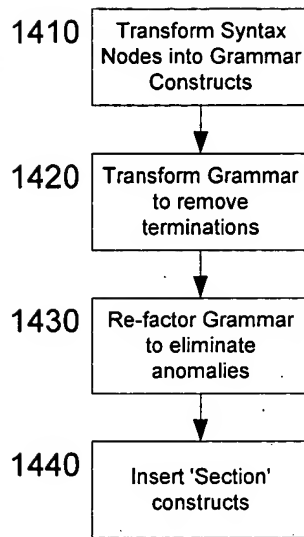 1410
Transform Syntax
Nodes into Grammar
Constructs
1420
Transform Grammar
to remove
terminations
1430
Re-factor Grammar
to eliminate
anomalies
1440
Insert 'Section'
constructs